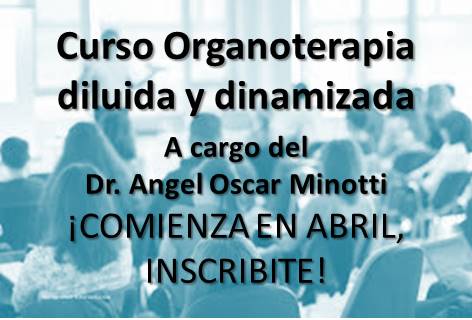 Curso Organoterapia
diluida y dinamizada
A cargo del
Dr. Angel Oscar Minotti
¡COMIENZA EN ABRIL,
INSCRIBITE!